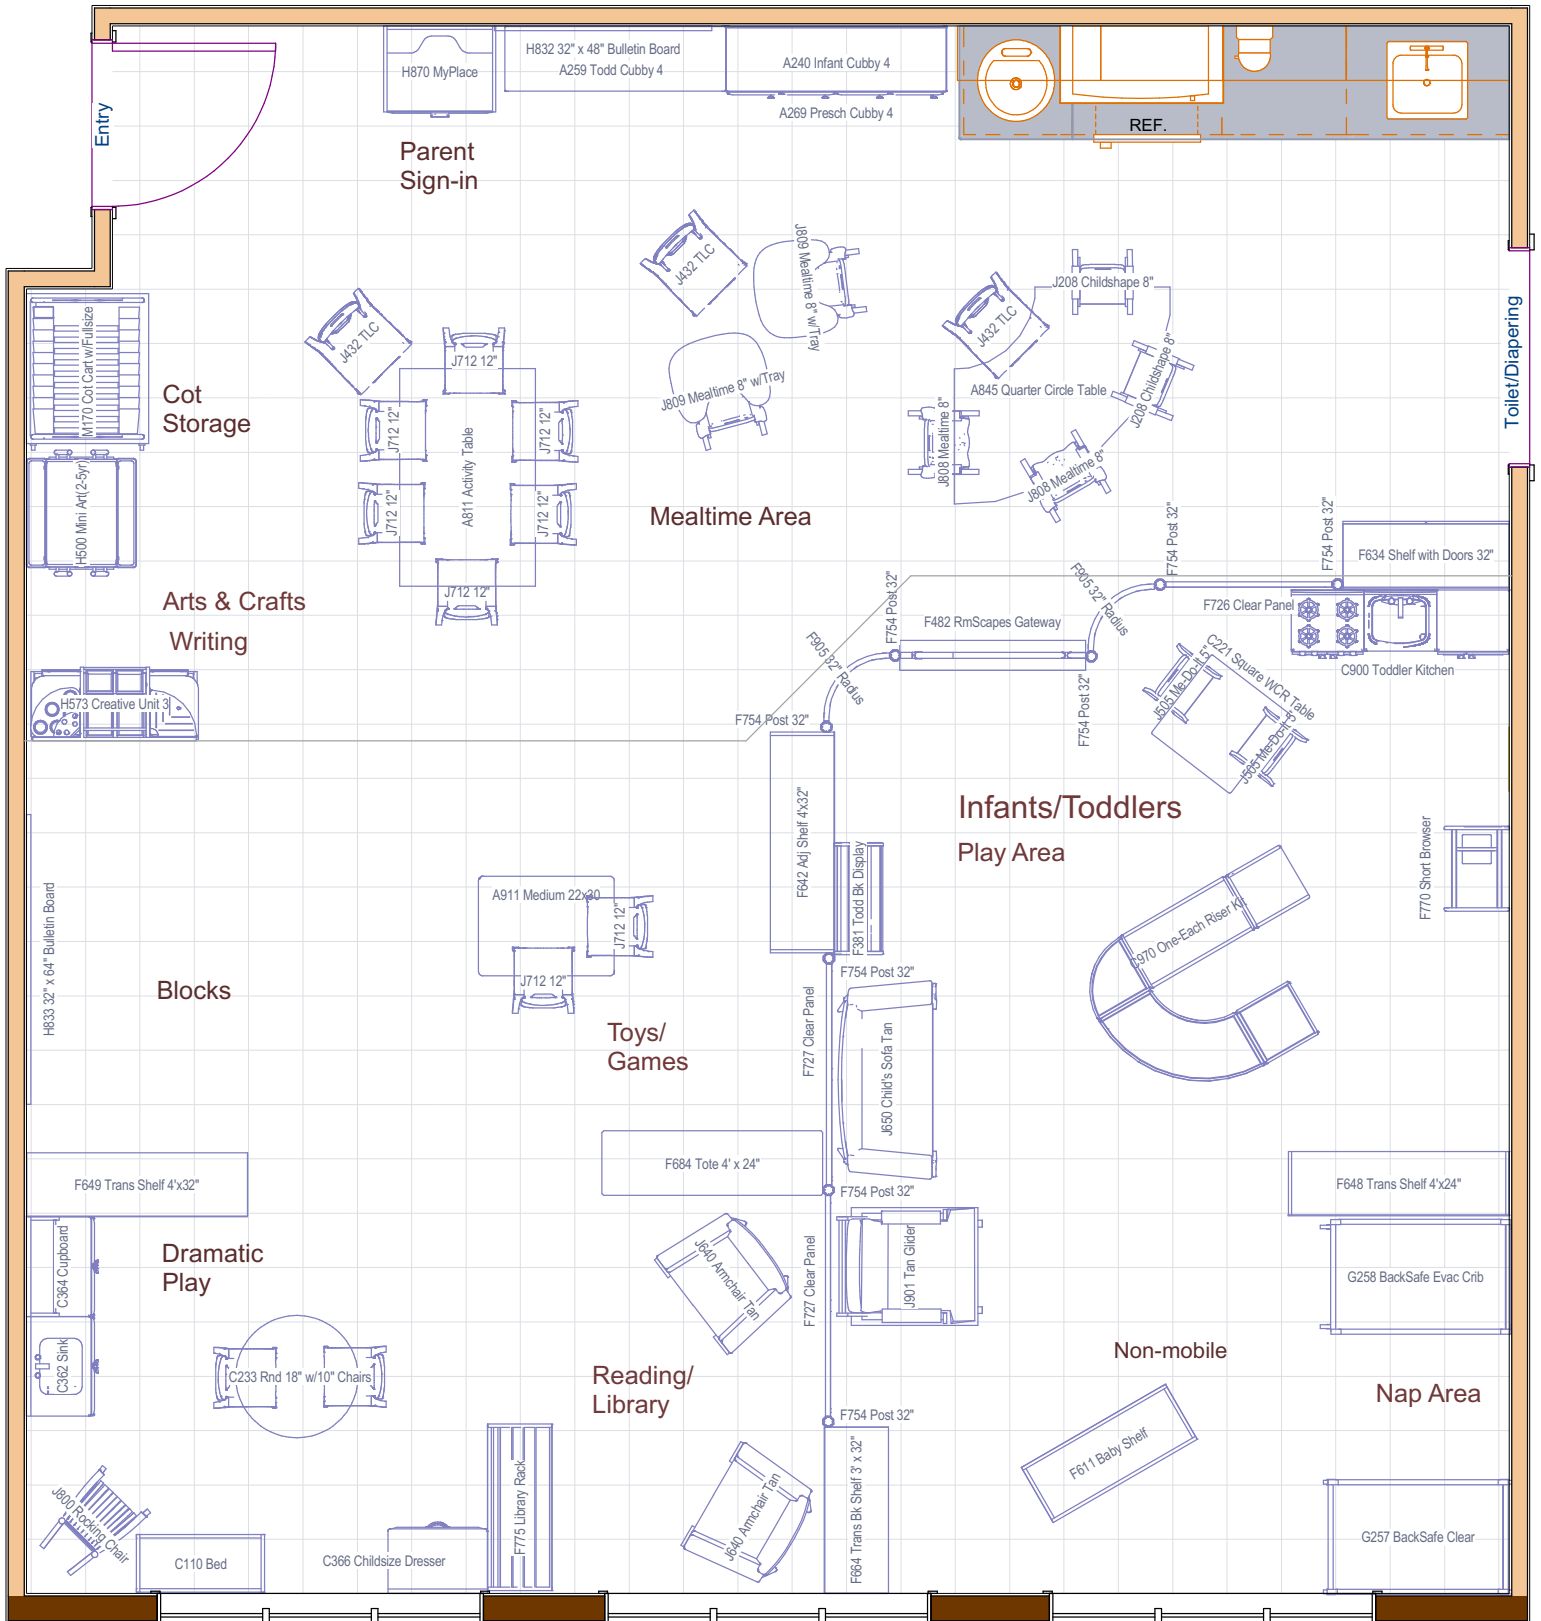 Entry
H870 MyPlace
H832 32" x 48" Bulletin Board
A259 Todd Cubby 4
A240 Infant Cubby 4
A269 Presch Cubby 4
REF.
Parent
Sign-in
Toilet/Diapering
M170 Cot Cart w/Fullsize
Cot
Storage
H500 Mini Art(2-5yr)
J432 TLC
J712 12"
J712 12"
J712 12"
A811 Activity Table
J712 12"
J712 12"
J712 12"
J432 TLC
J809 Mealtime 8" w/Tray
J809 Mealtime 8" w/Tray
J432 TLC
J208 Childshape 8"
J208 Childshape 8"
A845 Quarter Circle Table
J808 Mealtime 8"
J808 Mealtime 8"
Mealtime Area
Arts & Crafts
Writing
H573 Creative Unit 3
F754 Post 32"
F754 Post 32"
F634 Shelf with Doors 32"
F905 32" Radius
F726 Clear Panel
F754 Post 32"
F482 RmScapes Gateway
F905 32" Radius
F754 Post 32"
F754 Post 32"
C900 Toddler Kitchen
C221 Square WCR Table
J505 Me-Do-It 5"
J505 Me-Do-It 5"
Infants/Toddlers
Play Area
F642 Adj Shelf 4'x32"
F381 Todd Bk Display
F770 Short Browser
H833 32" x 64" Bulletin Board
A911 Medium 22x30
J712 12"
J712 12"
C970 One-Each Riser Kit
Blocks
Toys/
Games
F754 Post 32"
F727 Clear Panel
J650 Child's Sofa Tan
F649 Trans Shelf 4'x32"
F684 Tote 4' x 24"
F754 Post 32"
F648 Trans Shelf 4'x24"
C364 Cupboard
Dramatic
Play
J640 Armchair Tan
F727 Clear Panel
J901 Tan Glider
G258 BackSafe Evac Crib
C362 Sink
C233 Rnd 18" w/10" Chairs
Reading/
Library
Non-mobile
Nap Area
F754 Post 32"
J800 Rocking Chair
C110 Bed
C366 Childsize Dresser
F775 Library Rack
J640 Armchair Tan
F664 Trans Bk Shelf 3' x 32"
F611 Baby Shelf
G257 BackSafe Clear